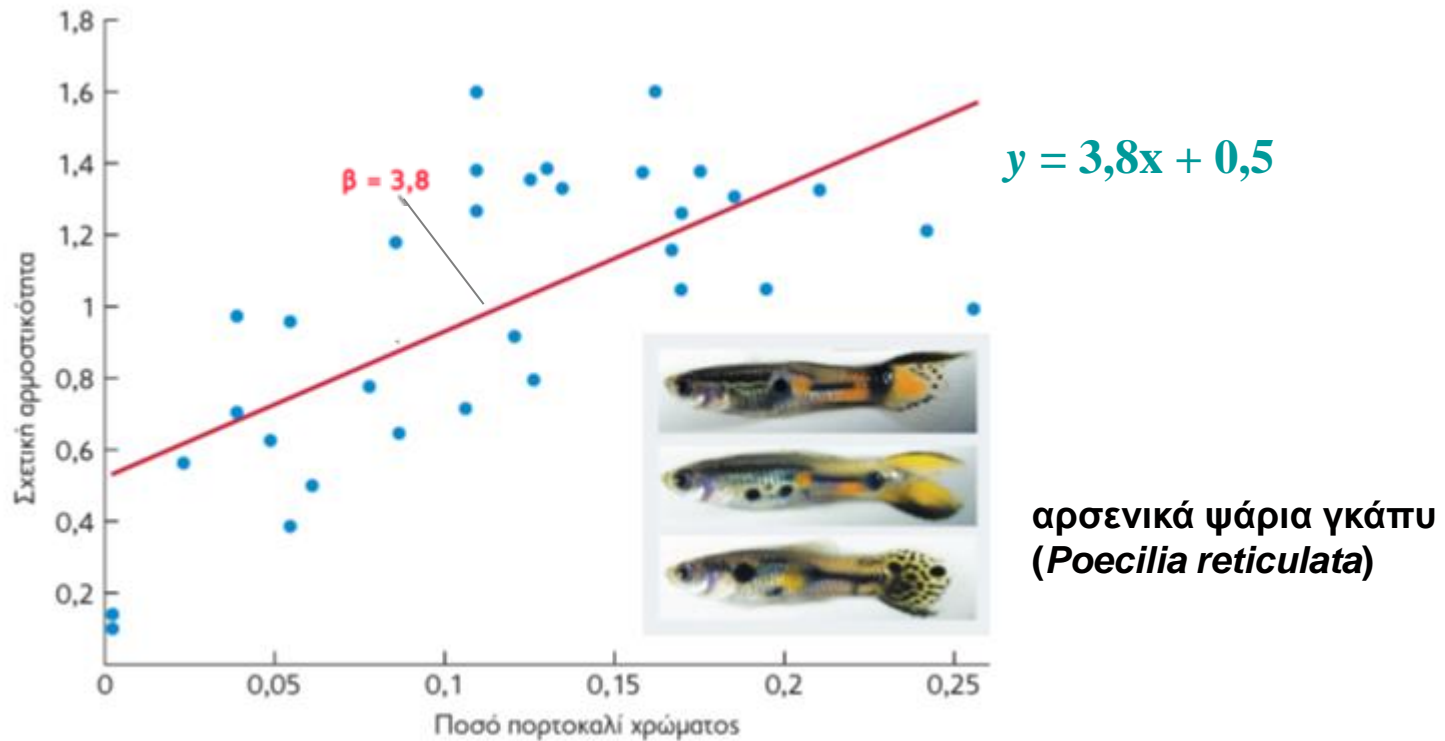 1,8
1,6
1,4
1,2
1
0,8
0,6
0,4
0,2
Σχετική αρμοστικότητα
β = 3,8
y = 3,8x + 0,5
αρσενικά ψάρια γκάπυ
(Poecilia reticulata)
0 0,05 0,1 0,15 0,2 0,25
Ποσό πορτοκαλί χρώματος